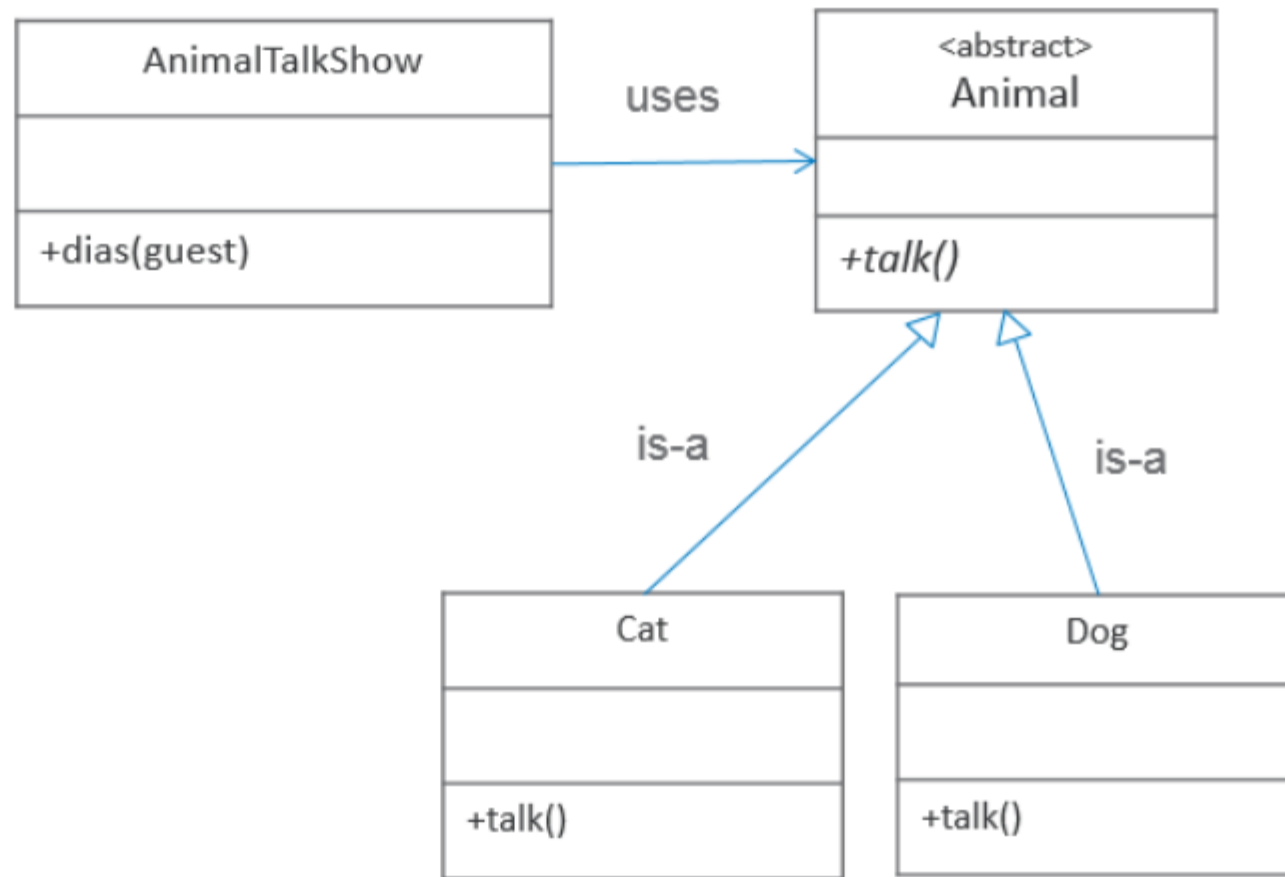 AnimalTalkShow
+dias(guest)
uses
<abstract>
Animal
+talk()
is-a
is-a
Cat
+talk()
Dog
+talk()